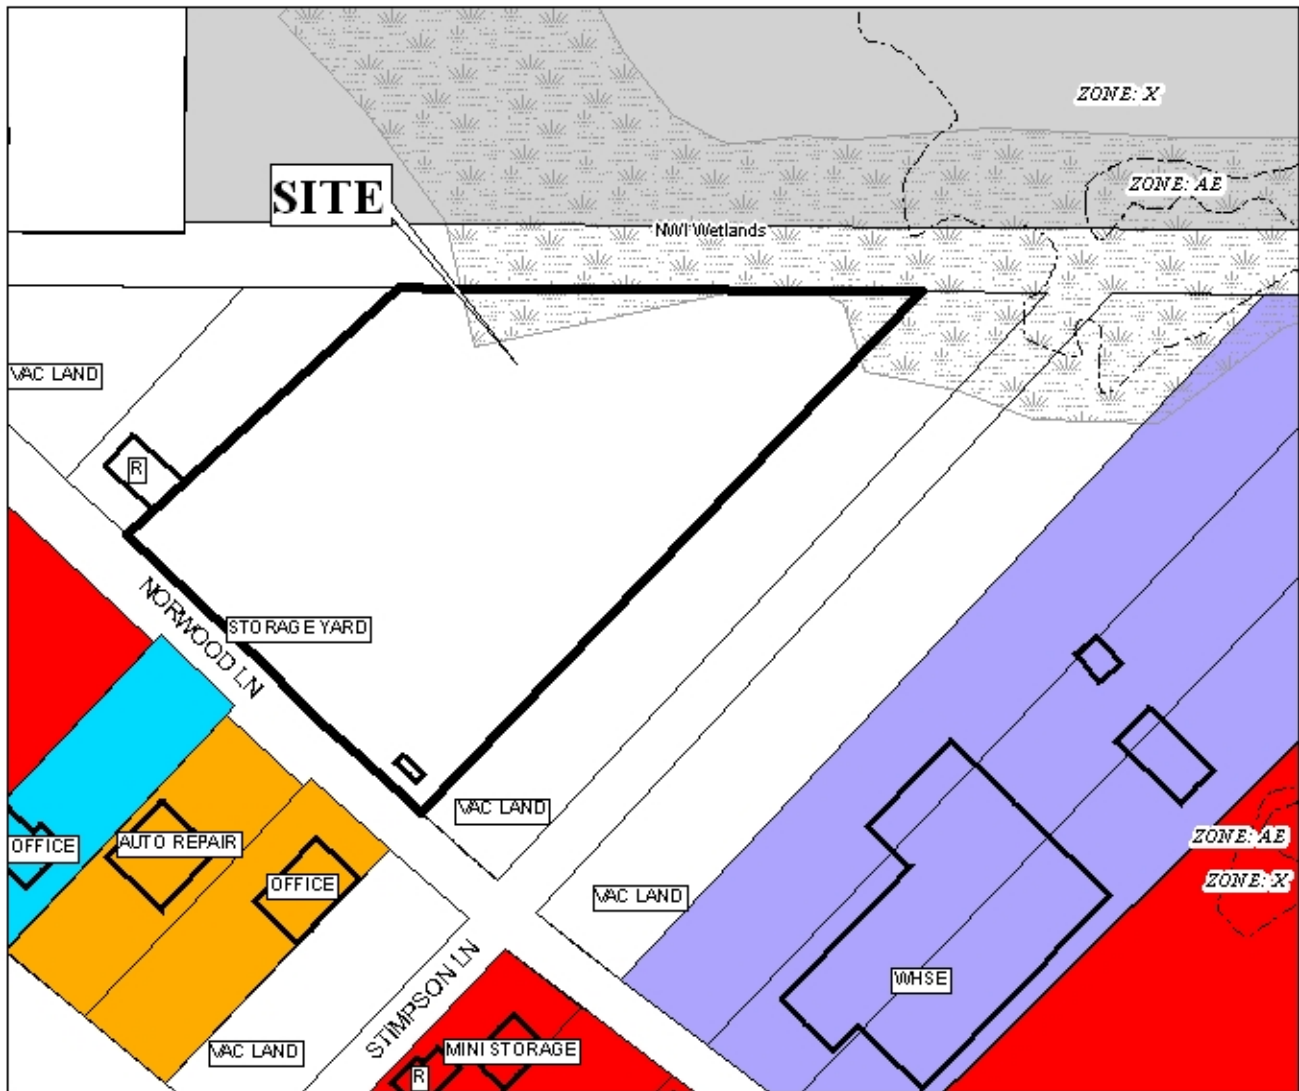 ZONE: X
ZONE: AE
SITE
NWI Wetlands
VAC LAND
R
NORWOOD LN
STORAGE YARD
VAC LAND
OFFICE
AUTO REPAIR
OFFICE
VAC LAND
ZONE: AE
ZONE: X
WHSE
STIMPSON LN
VAC LAND
MINI STORAGE
R